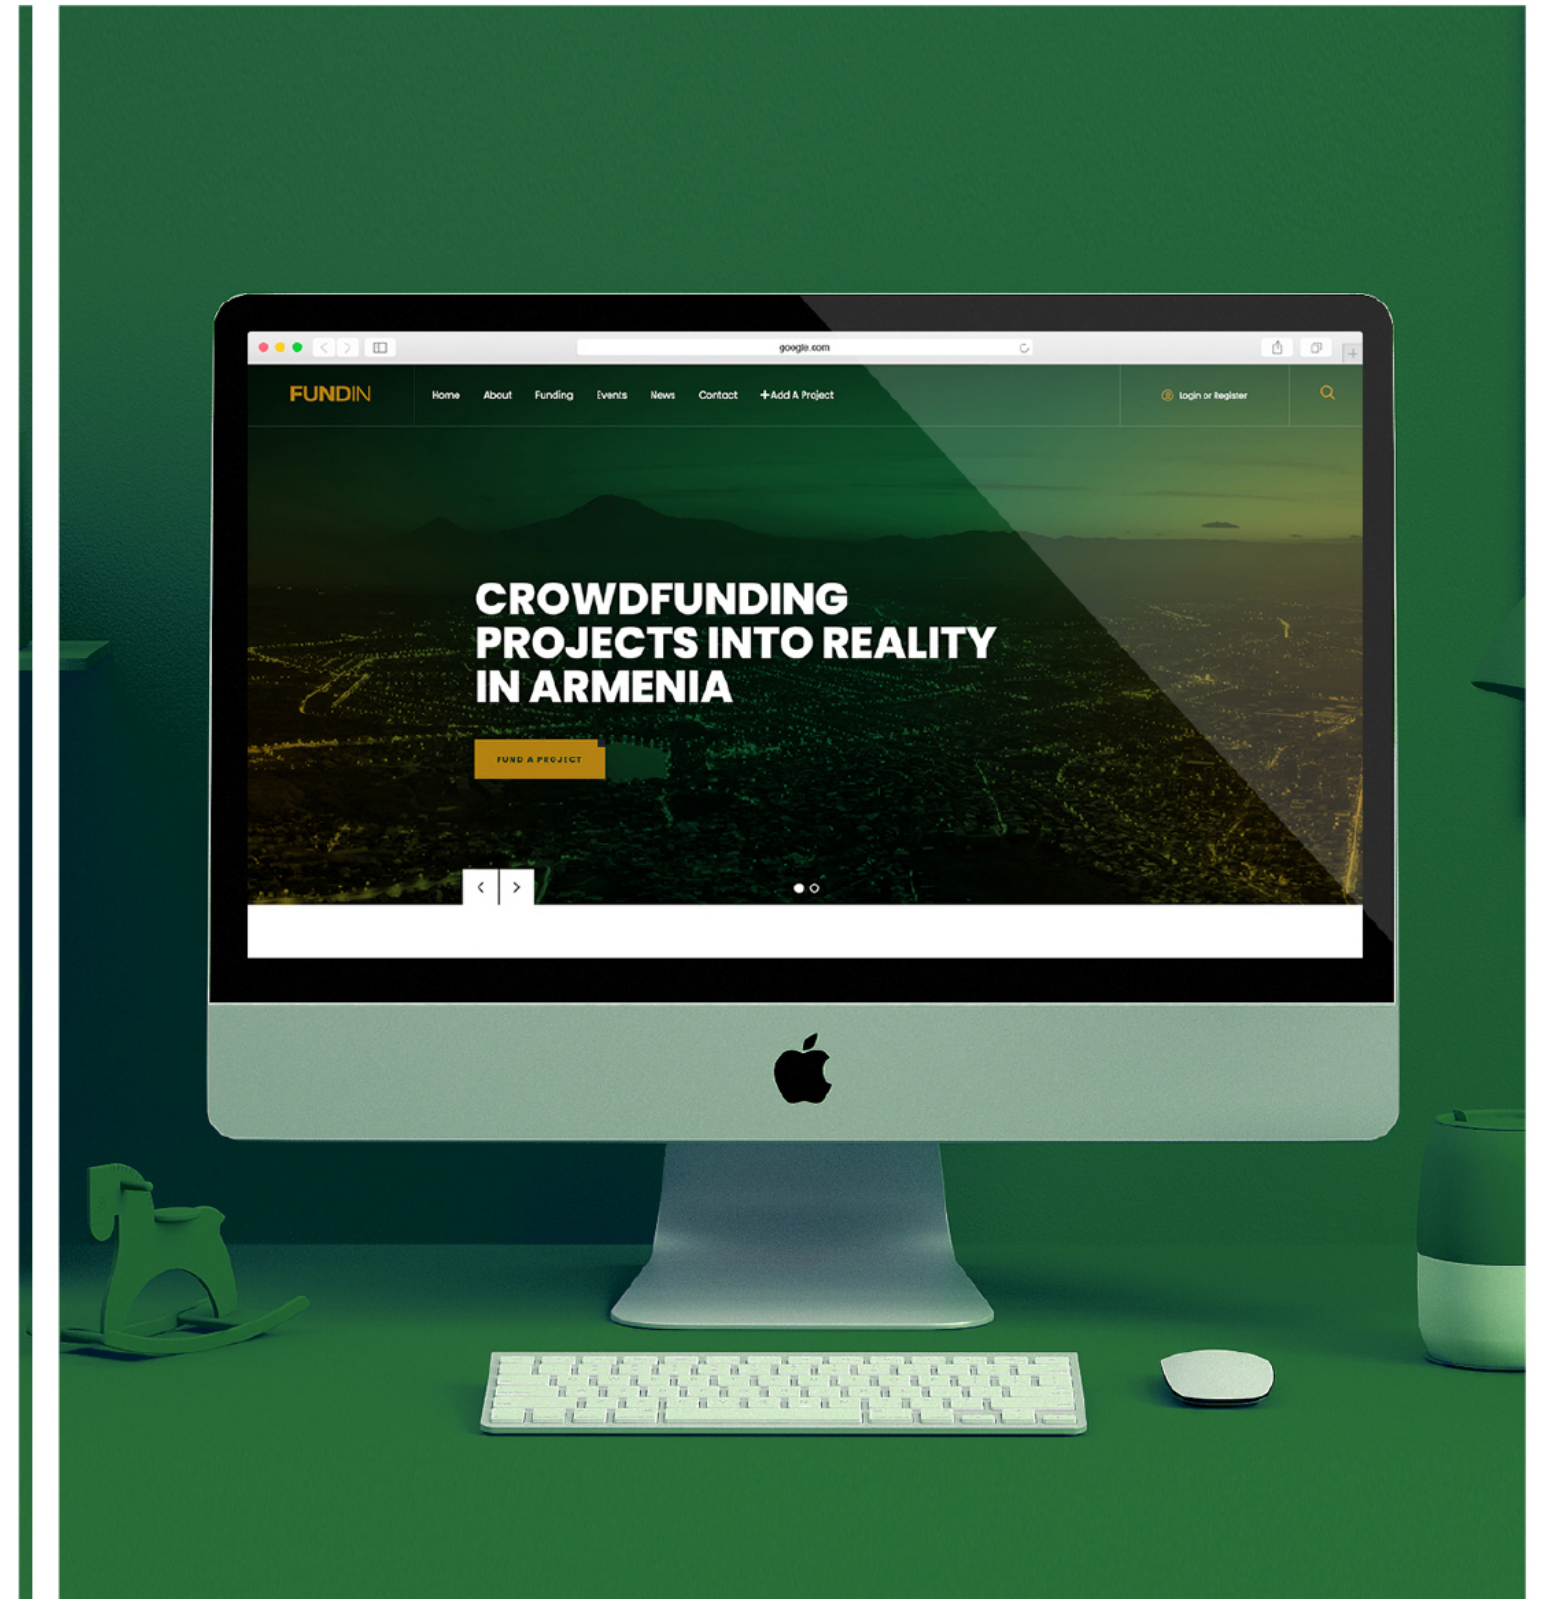 google.com
FUNDIN
Home About Funding Events News Contact +Add A Project
Login or Register
CROWDFUNDING
PROJECTS INTO REALITY
IN ARMENIA
FUND A PROJECT